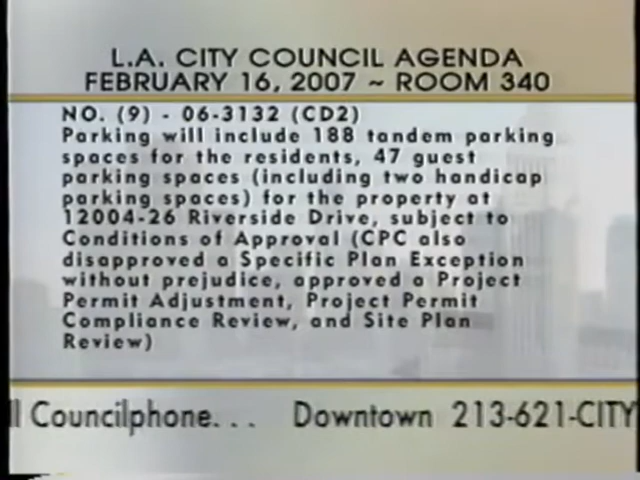 L.A. CITY COUNCIL AGENDA
FEBRUARY 16, 2007 ~ ROOM 340
NO. (9) - 06-3132 (CD2)
Parking will include 188 tandem parking
spaces for the residents, 47 guest
parking spaces (including two handicap
parking spaces) for the property at
12004-26 Riverside Drive, subject to
Conditions of Approval (CPC also
disapproved a Specific Plan Exception
without prejudice, approved a Project
Permit Adjustment, Project Permit
Compliance Review, and Site Plan
Review)
ll Councilphone... Downtown 213-621-CITY